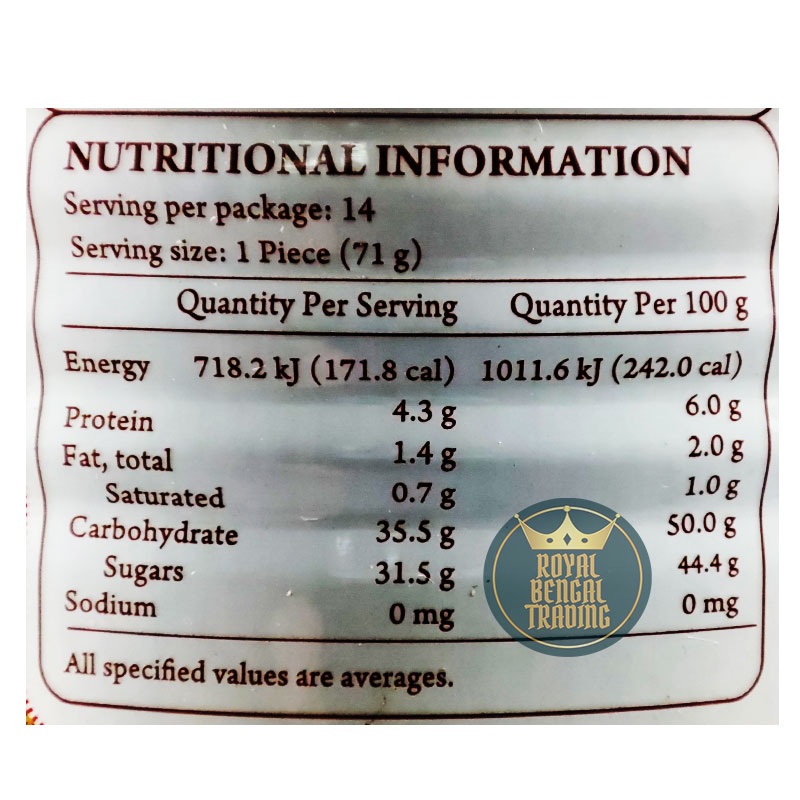 NUTRITIONAL INFORMATION
Serving per package: 14
Serving size: 1 Piece (71 g)
Quantity Per Serving Quantity Per 100 g
Energy 718.2 kJ (171.8 cal) 1011.6 kJ (242.0 cal)
Protein 4.3 g 6.0 g
Fat, total 1.4 g 2.0 g
Saturated 0.7 g 1.0 g
Carbohydrate 35.5 g 50.0 g
Sugars 31.5 g 44.4 g
Sodium 0 mg 0 mg
All specified values are averages.
ROYAL
BENGAL
TRADING